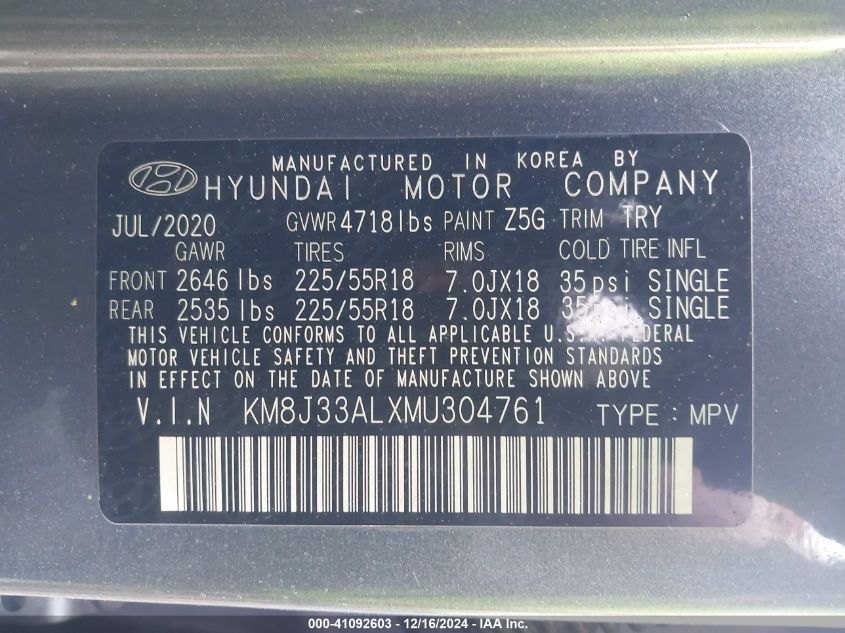 MANUFACTURED IN KOREA BY
HYUNDAI MOTOR COMPANY
JUL/2020 GVWR 4718 lbs PAINT Z5G TRIM TRY
GAWR TIRES RIMS COLD TIRE INFL
FRONT 2646 lbs 225/55R18 7.0JX18 35psi SINGLE
REAR 2535 lbs 225/55R18 7.0JX18 35psi SINGLE
THIS VEHICLE CONFORMS TO ALL APPLICABLE U.S.A. FEDERAL
MOTOR VEHICLE SAFETY AND THEFT PREVENTION STANDARDS
IN EFFECT ON THE DATE OF MANUFACTURE SHOWN ABOVE
V.I.N KM8J33ALXMU304761 TYPE : MPV
000-41092603 - 12/16/2024 - IAA Inc.